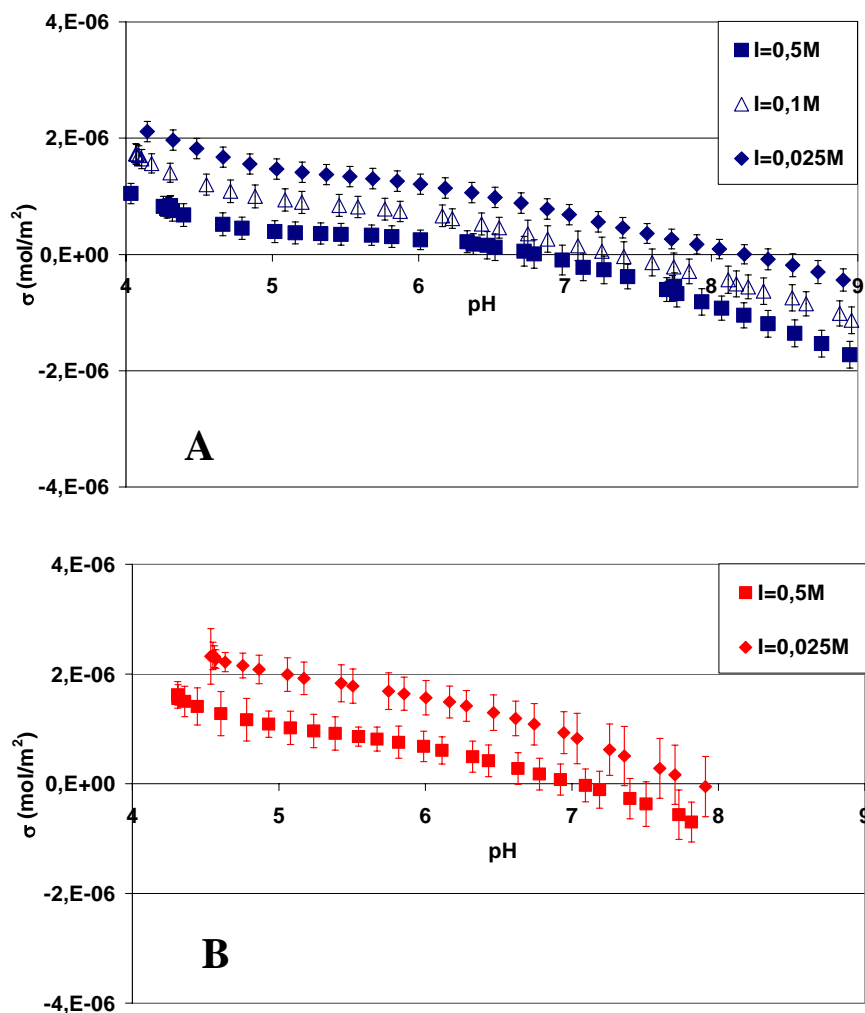 4,E-06
I=0,5M
2,E-06
I=0,1M
I=0,025M
σ (mol/m²)
0,E+00
4 5 6 7 8 9
pH
-2,E-06
A
-4,E-06
4,E-06
I=0,5M
I=0,025M
2,E-06
σ (mol/m²)
0,E+00
4 5 6 7 8 9
pH
-2,E-06
B
-4,E-06